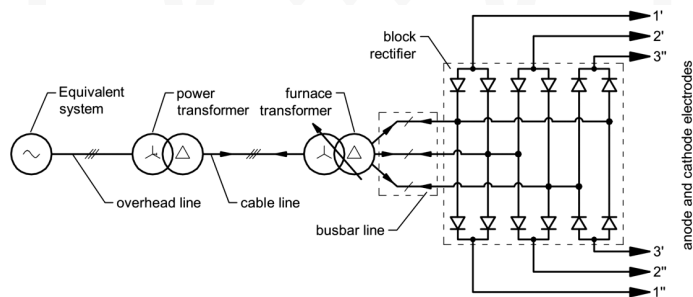 1'
2'
3"
block
rectifier
Equivalent
system
power
transformer
furnace
transformer
overhead line
cable line
busbar line
anode and cathode electrodes
3'
2"
1"